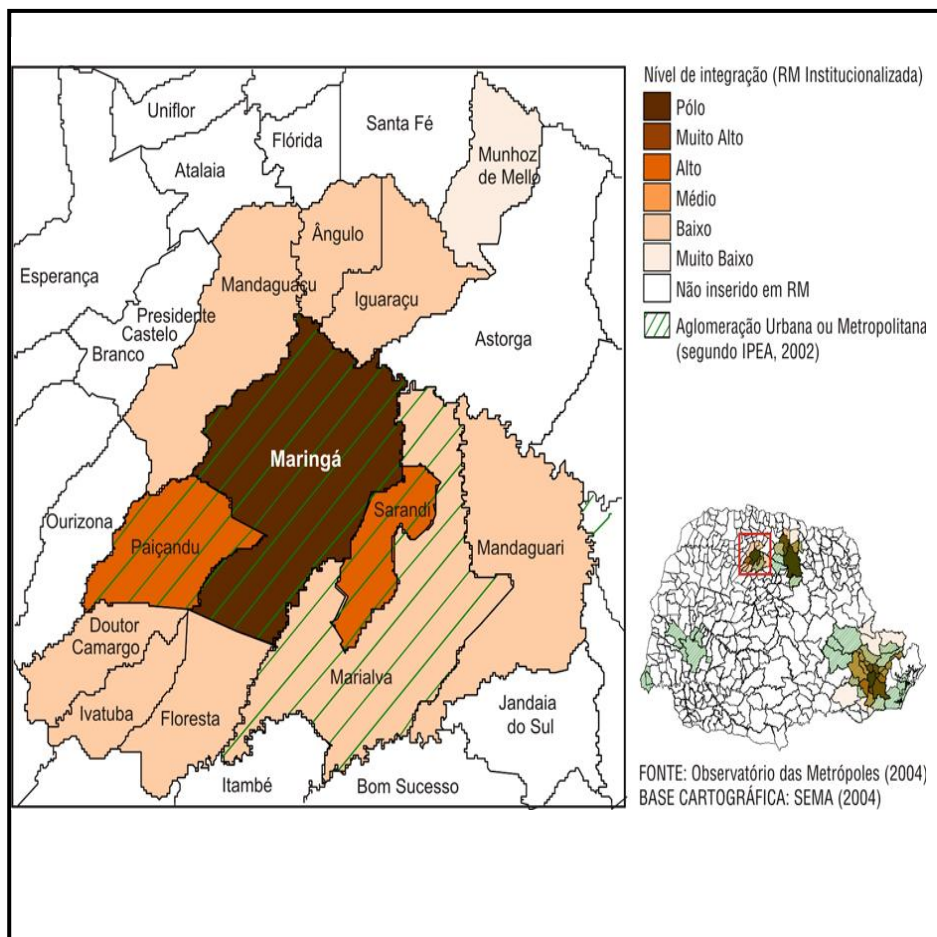 Uniflor
Flórida
Santa Fé
Munhoz
de Mello
Atalaia
Ângulo
Esperança
Mandaguaçu
Iguaraçu
Presidente
Castelo
Branco
Astorga
Maringá
Ourizona
Sarandi
Paiçandu
Mandaguari
Doutor
Camargo
Marialva
Ivatuba
Floresta
Jandaia
do Sul
Itambé
Bom Sucesso
Nível de integração (RM Institucionalizada)
Pólo
Muito Alto
Alto
Médio
Baixo
Muito Baixo
Não inserido em RM
Aglomeração Urbana ou Metropolitana
(segundo IPEA, 2002)
FONTE: Observatório das Metrópoles (2004)
BASE CARTOGRÁFICA: SEMA (2004)